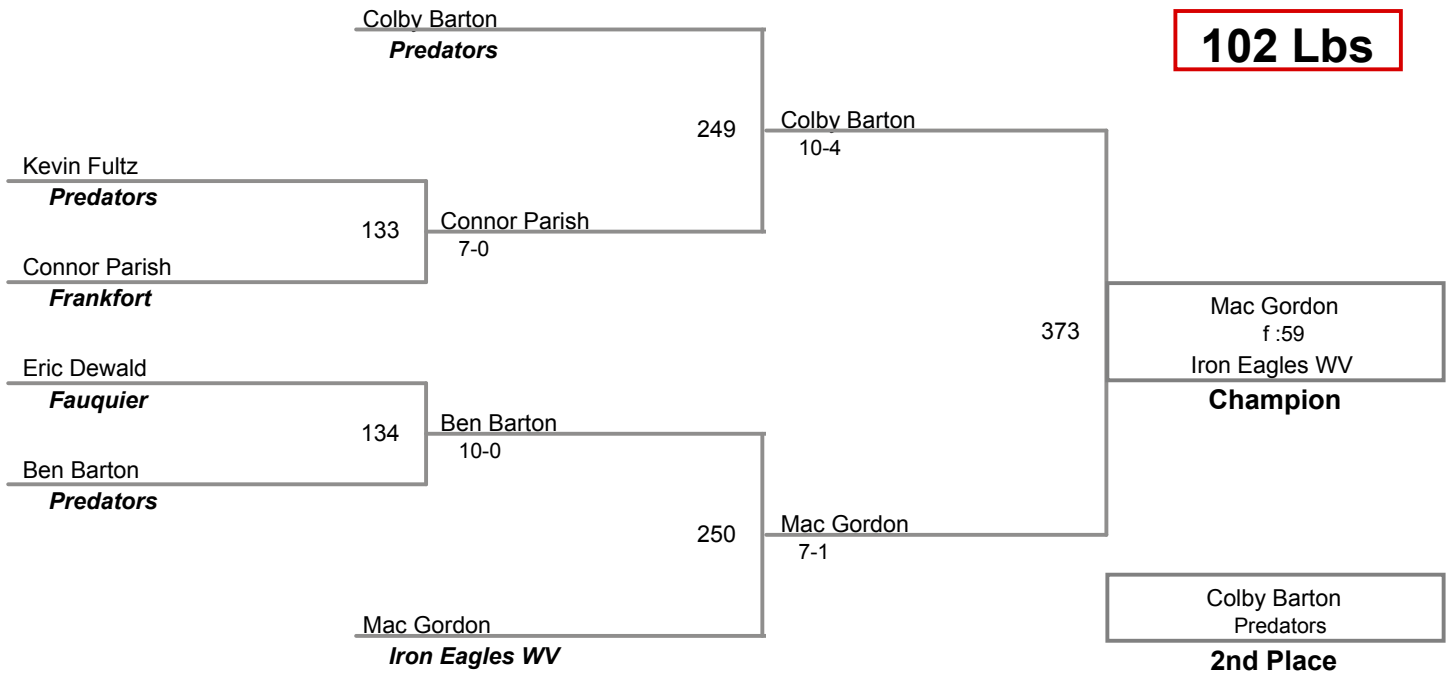 Colby Barton
Predators
102 Lbs
249
Colby Barton
10-4
Kevin Fultz
Predators
133
Connor Parish
7-0
Connor Parish
Frankfort
373
Mac Gordon
f :59
Iron Eagles WV
Champion
Eric Dewald
Fauquier
134
Ben Barton
10-0
Ben Barton
Predators
250
Mac Gordon
7-1
Mac Gordon
Iron Eagles WV
Colby Barton
Predators
2nd Place